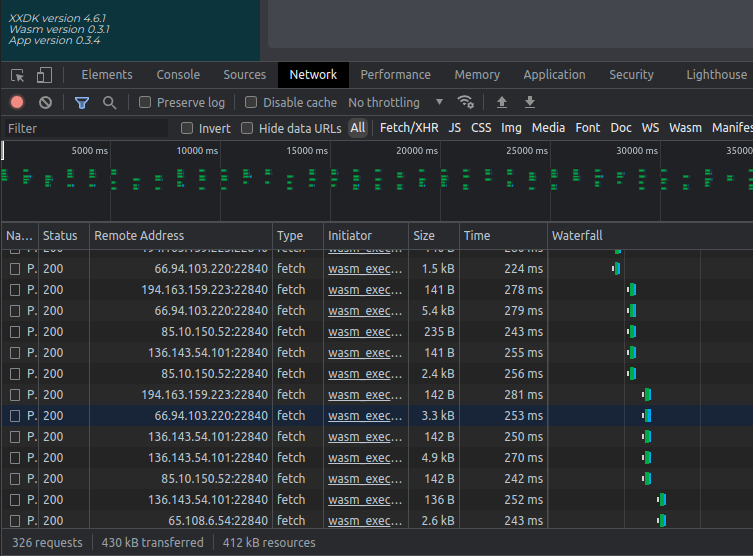 XXDK version 4.6.1
Wasm version 0.3.1
App version 0.3.4
Elements Console Sources Network Performance Memory Application Security Lighthouse
Preserve log Disable cache No throttling
Filter Invert Hide data URLs All Fetch/XHR JS CSS Img Media Font Doc WS Wasm Manifes
5000 ms 10000 ms 15000 ms 20000 ms 25000 ms 30000 ms 35000
Na... Status Remote Address Type Initiator Size Time Waterfall
P. 200 66.94.103.220:22840 fetch wasm_exec... 1.5 kB 224 ms
P. 200 194.163.159.223:22840 fetch wasm_exec... 141 B 278 ms
P. 200 66.94.103.220:22840 fetch wasm_exec... 5.4 kB 279 ms
P. 200 85.10.150.52:22840 fetch wasm_exec... 235 B 243 ms
P. 200 136.143.54.101:22840 fetch wasm_exec... 141 B 255 ms
P. 200 85.10.150.52:22840 fetch wasm_exec... 2.4 kB 256 ms
P. 200 194.163.159.223:22840 fetch wasm_exec... 142 B 281 ms
P. 200 66.94.103.220:22840 fetch wasm_exec... 3.3 kB 253 ms
P. 200 136.143.54.101:22840 fetch wasm_exec... 142 B 250 ms
P. 200 136.143.54.101:22840 fetch wasm_exec... 4.9 kB 270 ms
P. 200 85.10.150.52:22840 fetch wasm_exec... 142 B 242 ms
P. 200 136.143.54.101:22840 fetch wasm_exec... 136 B 252 ms
P. 200 65.108.6.54:22840 fetch wasm_exec... 2.6 kB 243 ms
326 requests 430 kB transferred 412 kB resources